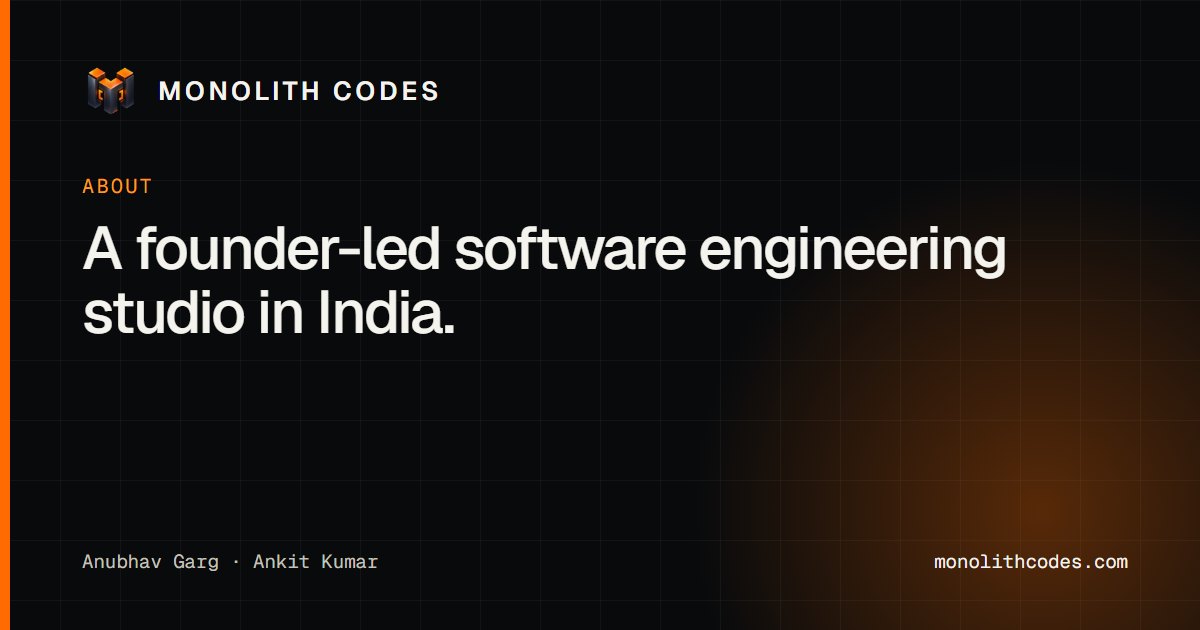 MONOLITH CODES
ABOUT
A founder-led software engineering
studio in India.
Anubhav Garg · Ankit Kumar
monolithcodes.com